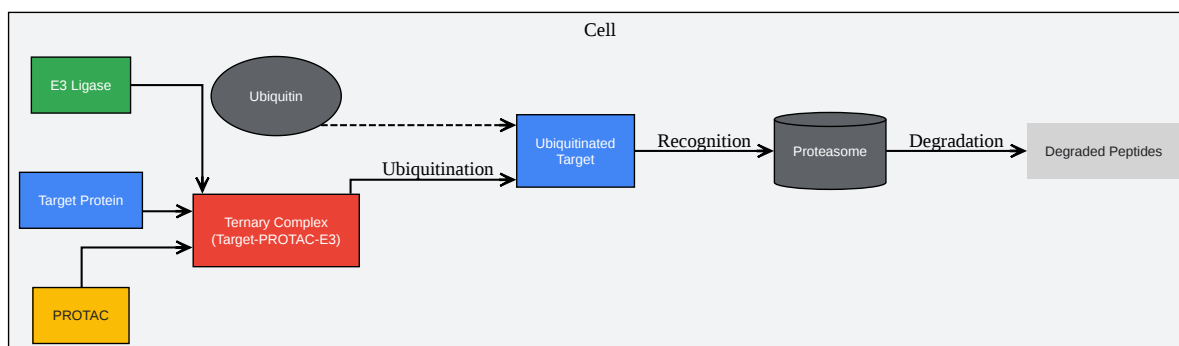 Cell
E3 Ligase
Ubiquitin
Ubiquitinated
Target
Recognition
Proteasome
Degradation
Degraded Peptides
Ubiquitination
Target Protein
Ternary Complex
(Target-PROTAC-E3)
PROTAC